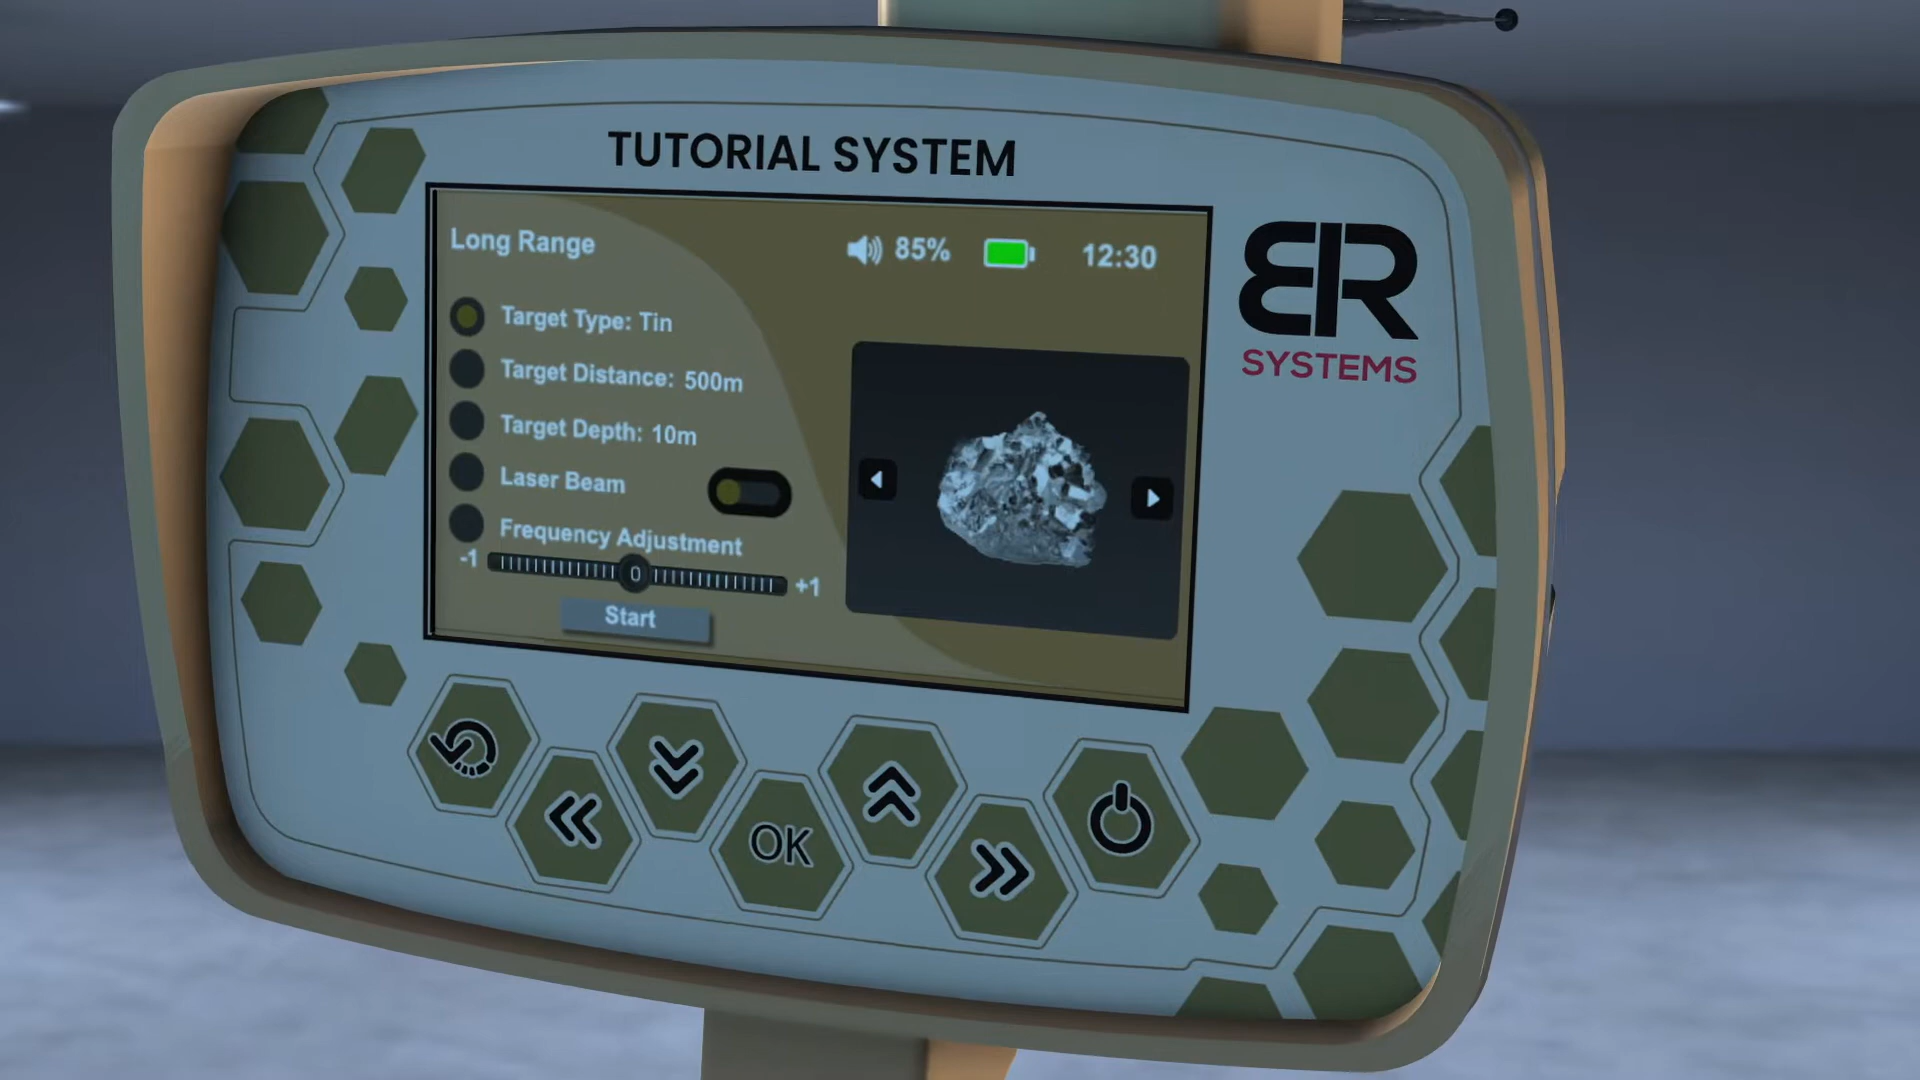 TUTORIAL SYSTEM
Long Range
85%
12:30
Target Type: Tin
Target Distance: 500m
Target Depth: 10m
Laser Beam
Frequency Adjustment
-1
0
+1
Start
ER
SYSTEMS
OK